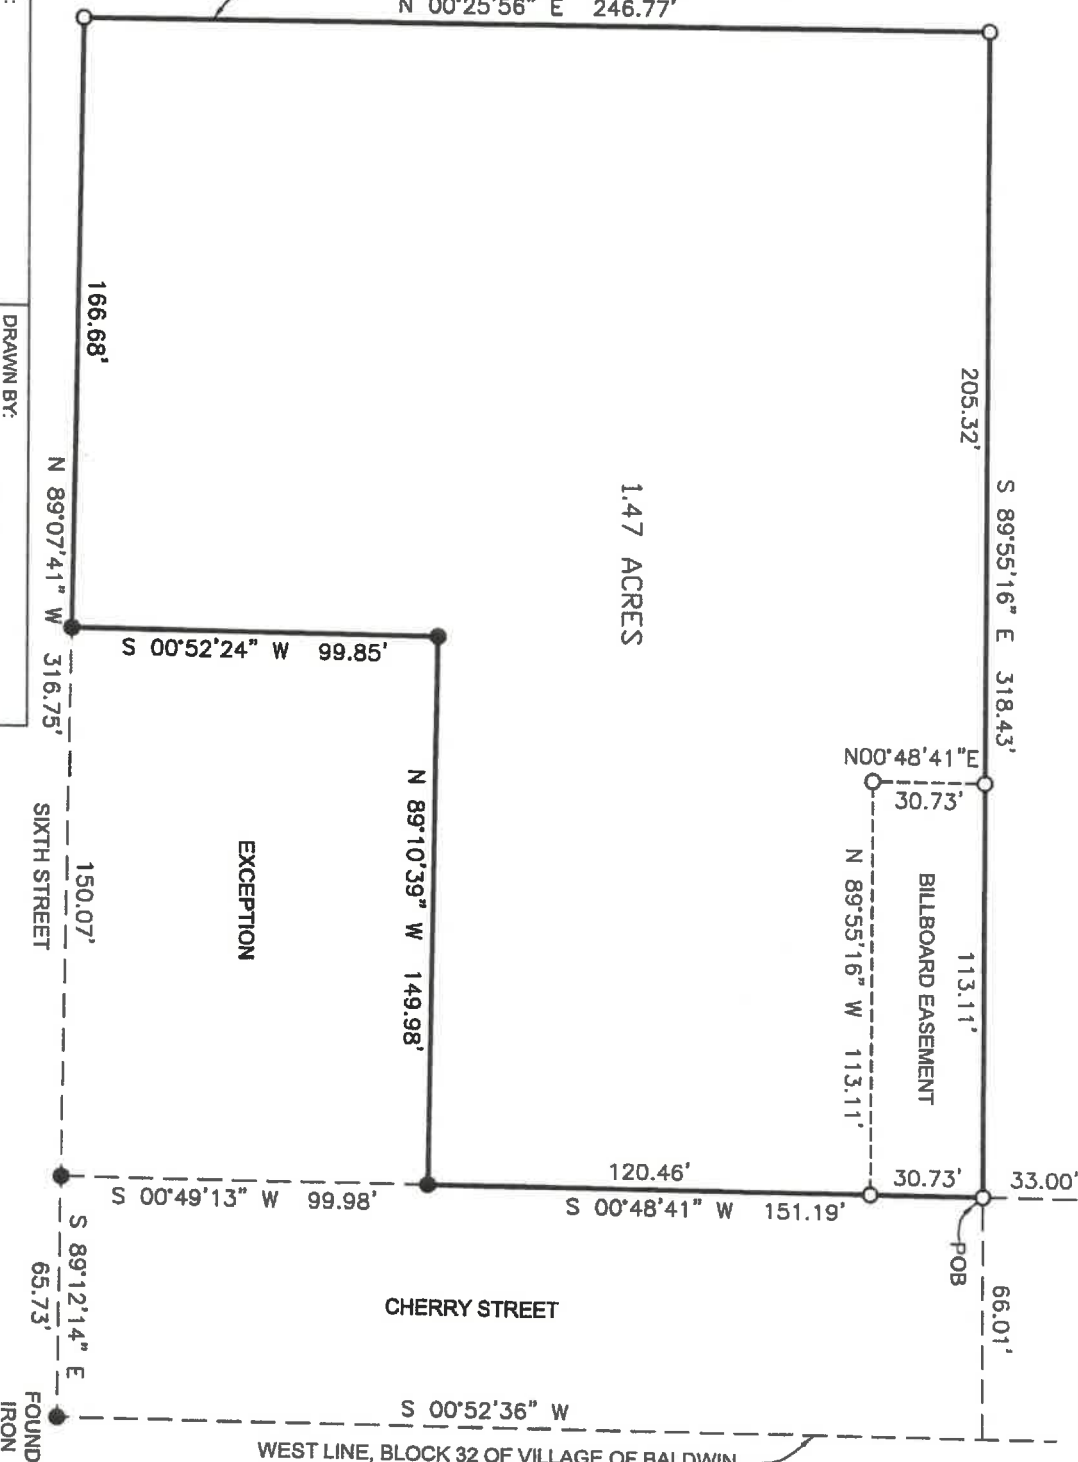 N 00°25'56" E 246.77'
166.68'
N 89°07'41" W 316.75'
205.32'
S 89°55'16" E 318.43'
1.47 ACRES
S 00°52'24" W 99.85'
N00°48'41"E
30.73'
BILLBOARD EASEMENT
113.11'
N 89°55'16" W 113.11'
N 89°10'39" W 149.98'
EXCEPTION
150.07'
SIXTH STREET
S 00°49'13" W 99.98'
120.46'
S 00°48'41" W 151.19'
30.73'
33.00'
POB
66.01'
S 89°12'14" E
65.73'
CHERRY STREET
S 00°52'36" W
WEST LINE, BLOCK 32 OF VILLAGE OF BALDWIN
FOUND
IRON
DRAWN BY: